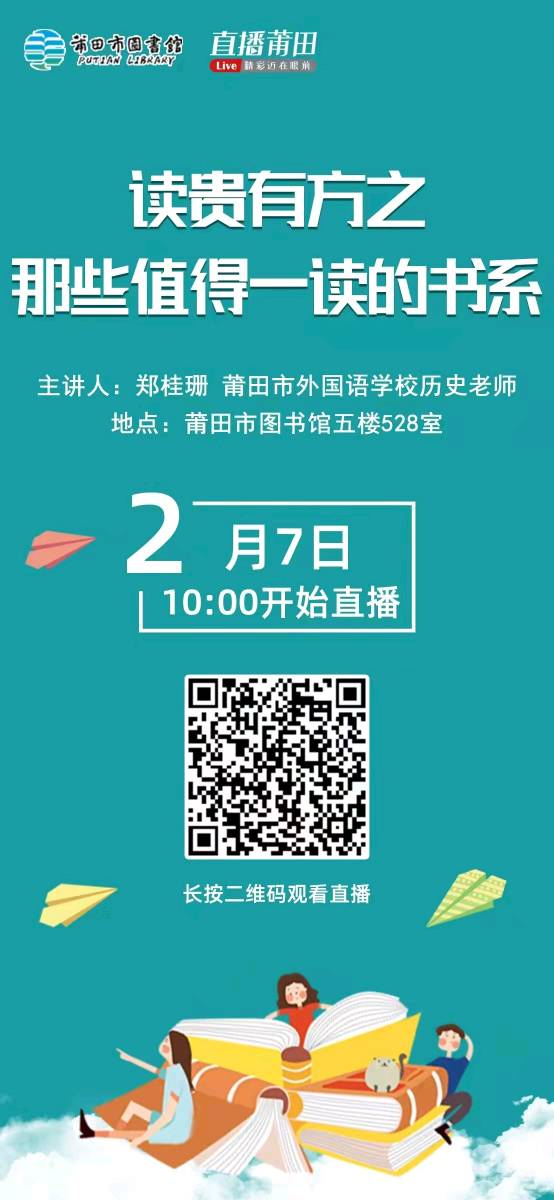 莆田市图書館
PUTIAN LIBRARY
直播莆田
Live 精彩近在眼前
读贵有方之
那些值得一读的书系
主讲人：郑桂珊 莆田市外国语学校历史老师
地点：莆田市图书馆五楼528室
2月7日
10:00开始直播
长按二维码观看直播